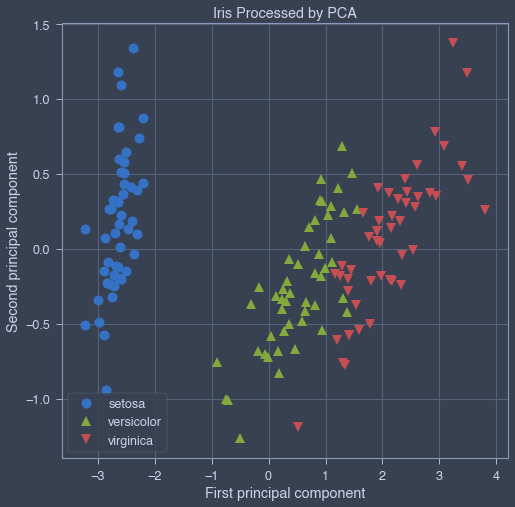 Iris Processed by PCA
1.5
1.0
0.5
0.0
−0.5
−1.0
Second principal component
setosa
versicolor
virginica
−3 −2 −1 0 1 2 3 4
First principal component